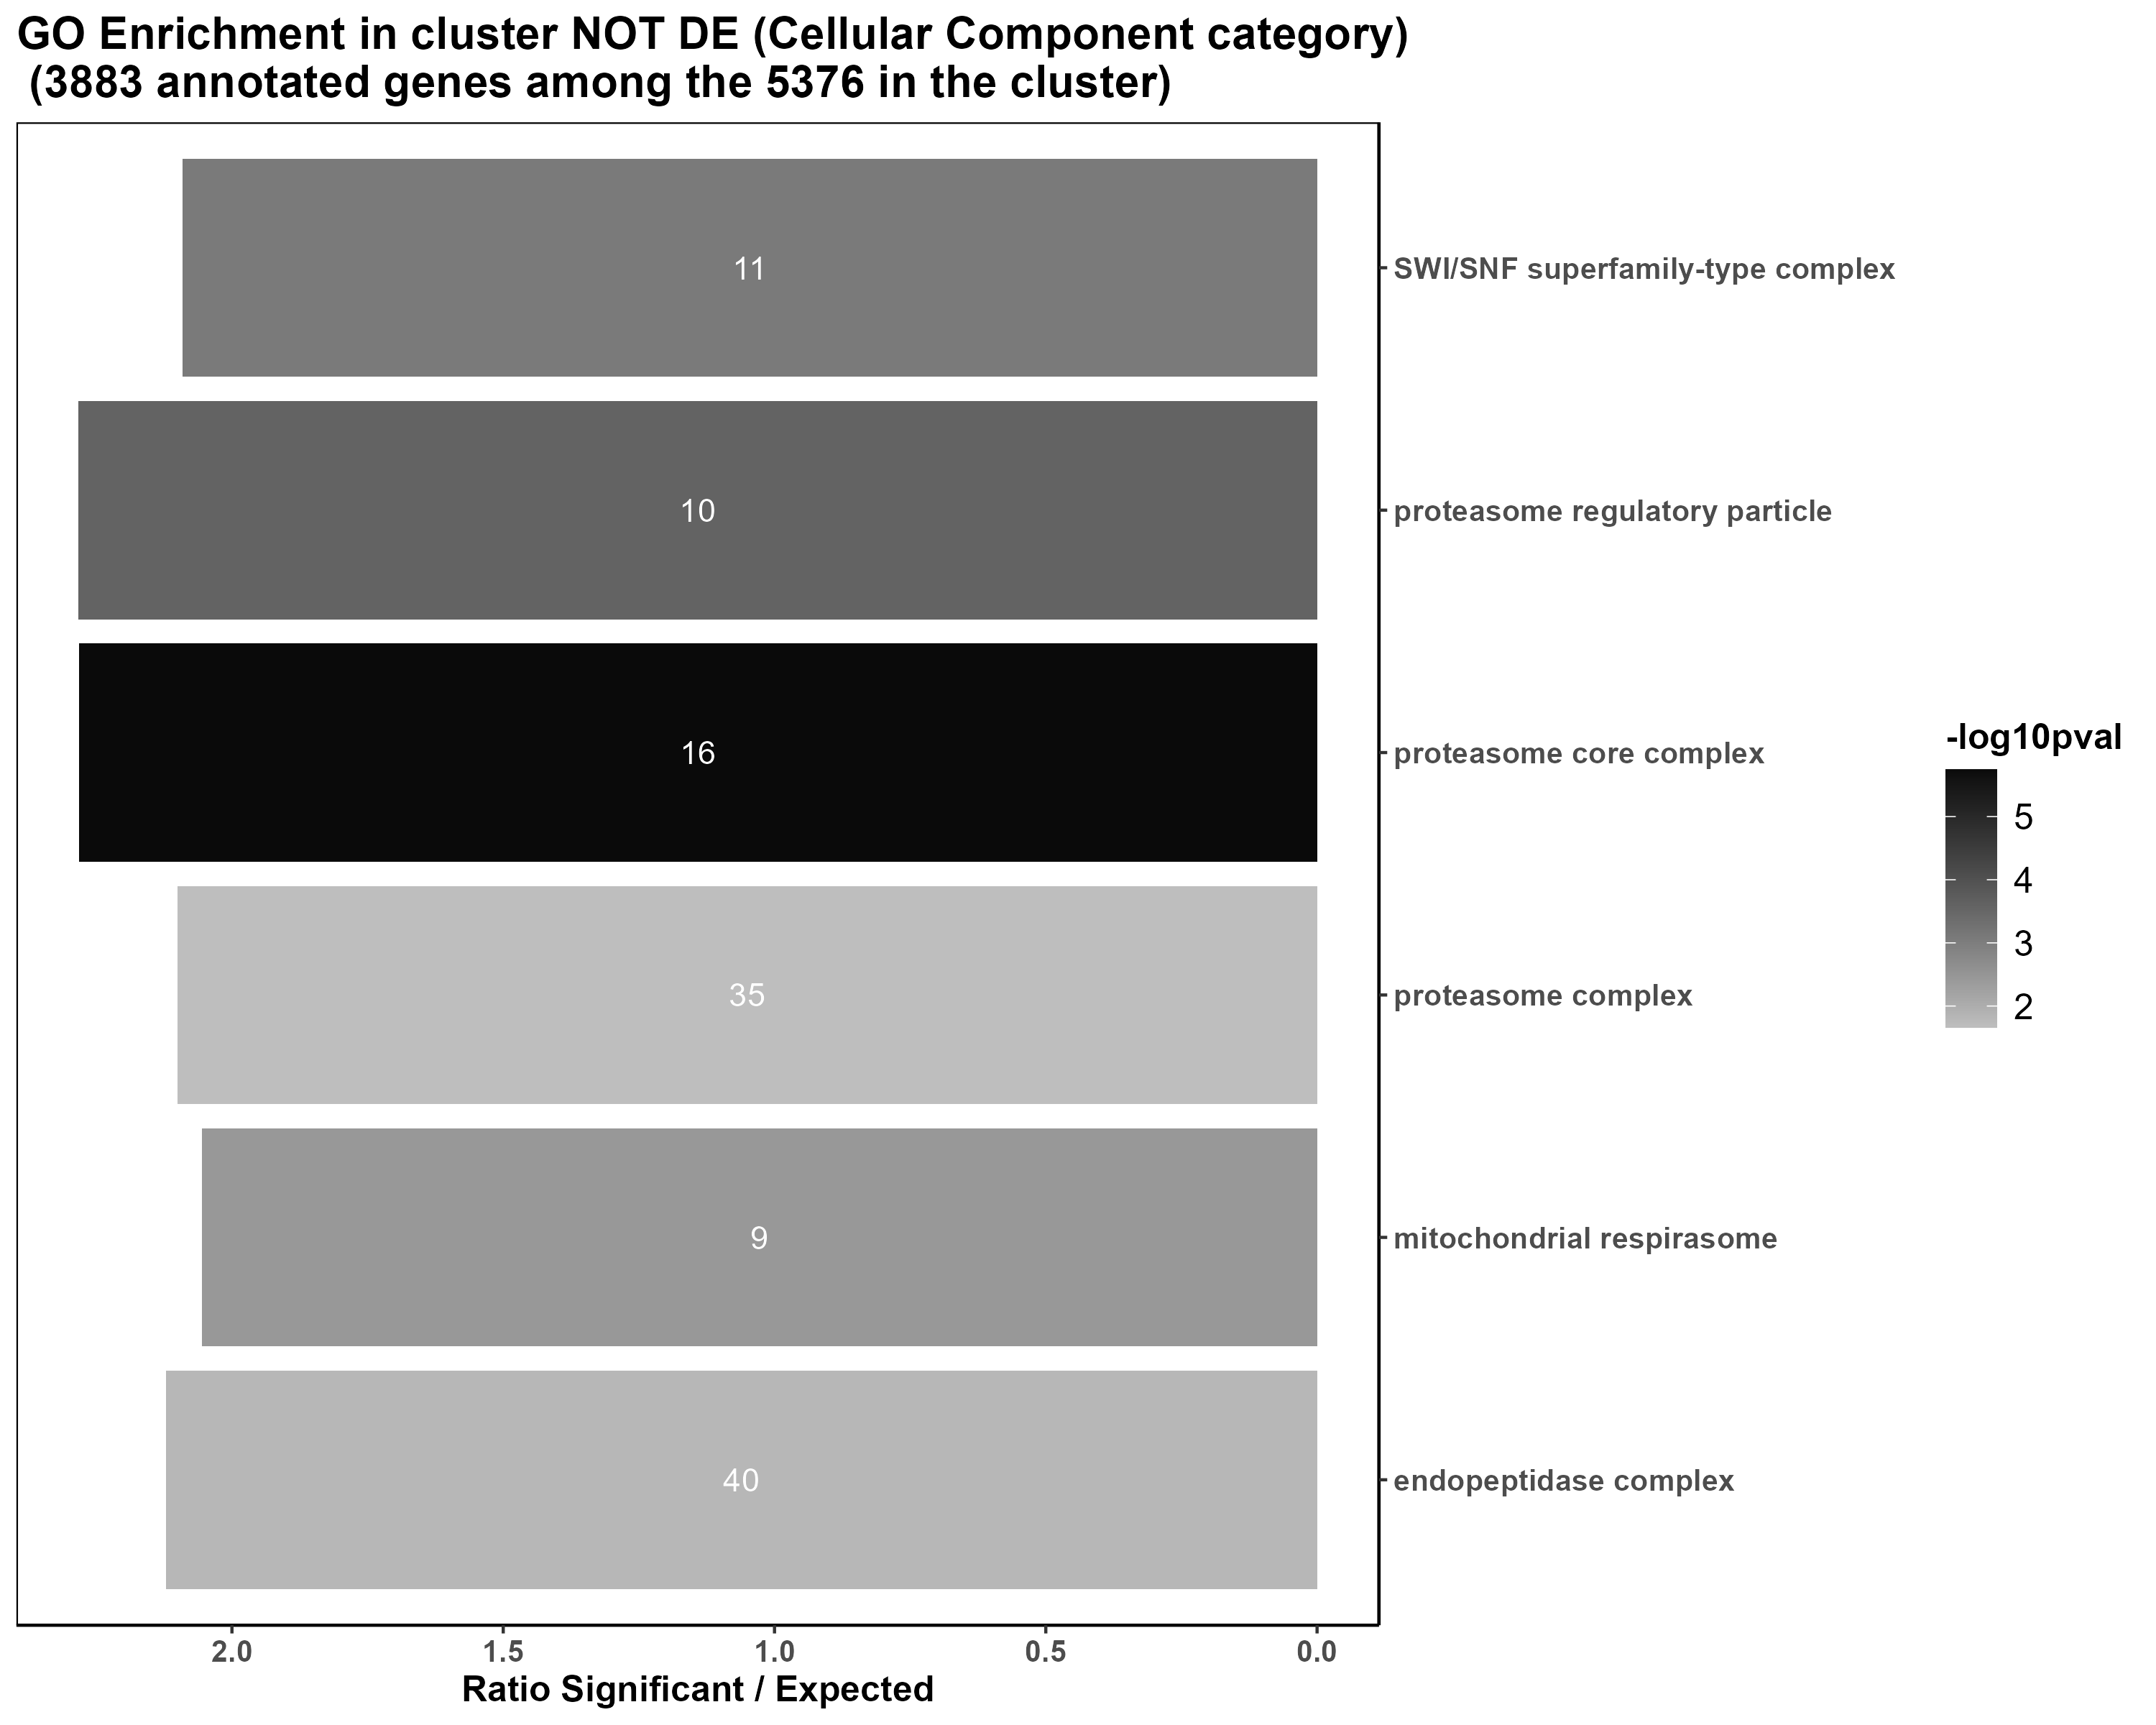 GO Enrichment in cluster NOT DE (Cellular Component category)
(3883 annotated genes among the 5376 in the cluster)
11
SWI/SNF superfamily-type complex
10
proteasome regulatory particle
16
proteasome core complex
35
proteasome complex
9
mitochondrial respirasome
40
endopeptidase complex
-log10pval
5
4
3
2
2.0 1.5 1.0 0.5 0.0
Ratio Significant / Expected